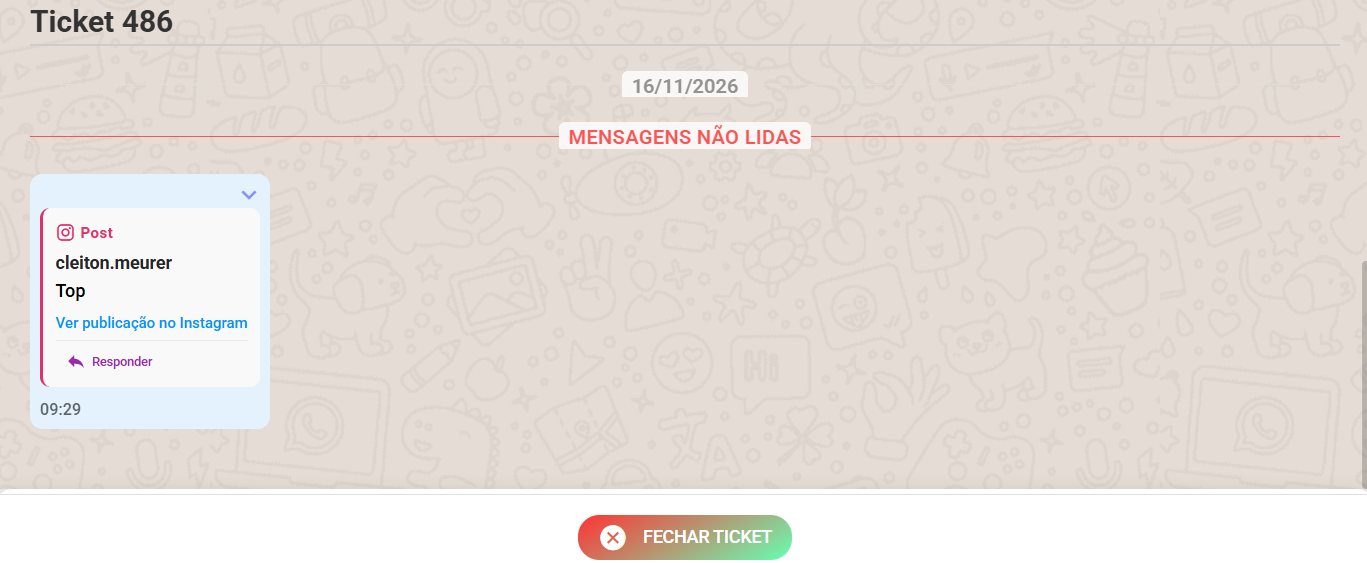 Ticket 486
16/11/2026
MENSAGENS NÃO LIDAS
Post
cleiton.meurer
Top
Ver publicação no Instagram
Responder
09:29
Hi
FECHAR TICKET